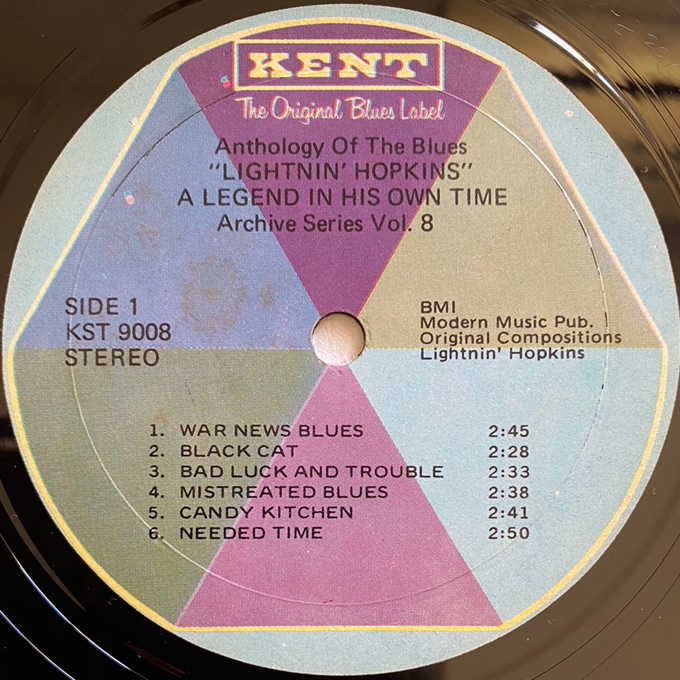 KENT
The Original Blues Label
Anthology Of The Blues
"LIGHTNIN' HOPKINS"
A LEGEND IN HIS OWN TIME
Archive Series Vol. 8
SIDE 1
KST 9008
STEREO
BMI
Modern Music Pub.
Original Compositions
Lightnin' Hopkins
1. WAR NEWS BLUES 2:45
2. BLACK CAT 2:28
3. BAD LUCK AND TROUBLE 2:33
4. MISTREATED BLUES 2:38
5. CANDY KITCHEN 2:41
6. NEEDED TIME 2:50